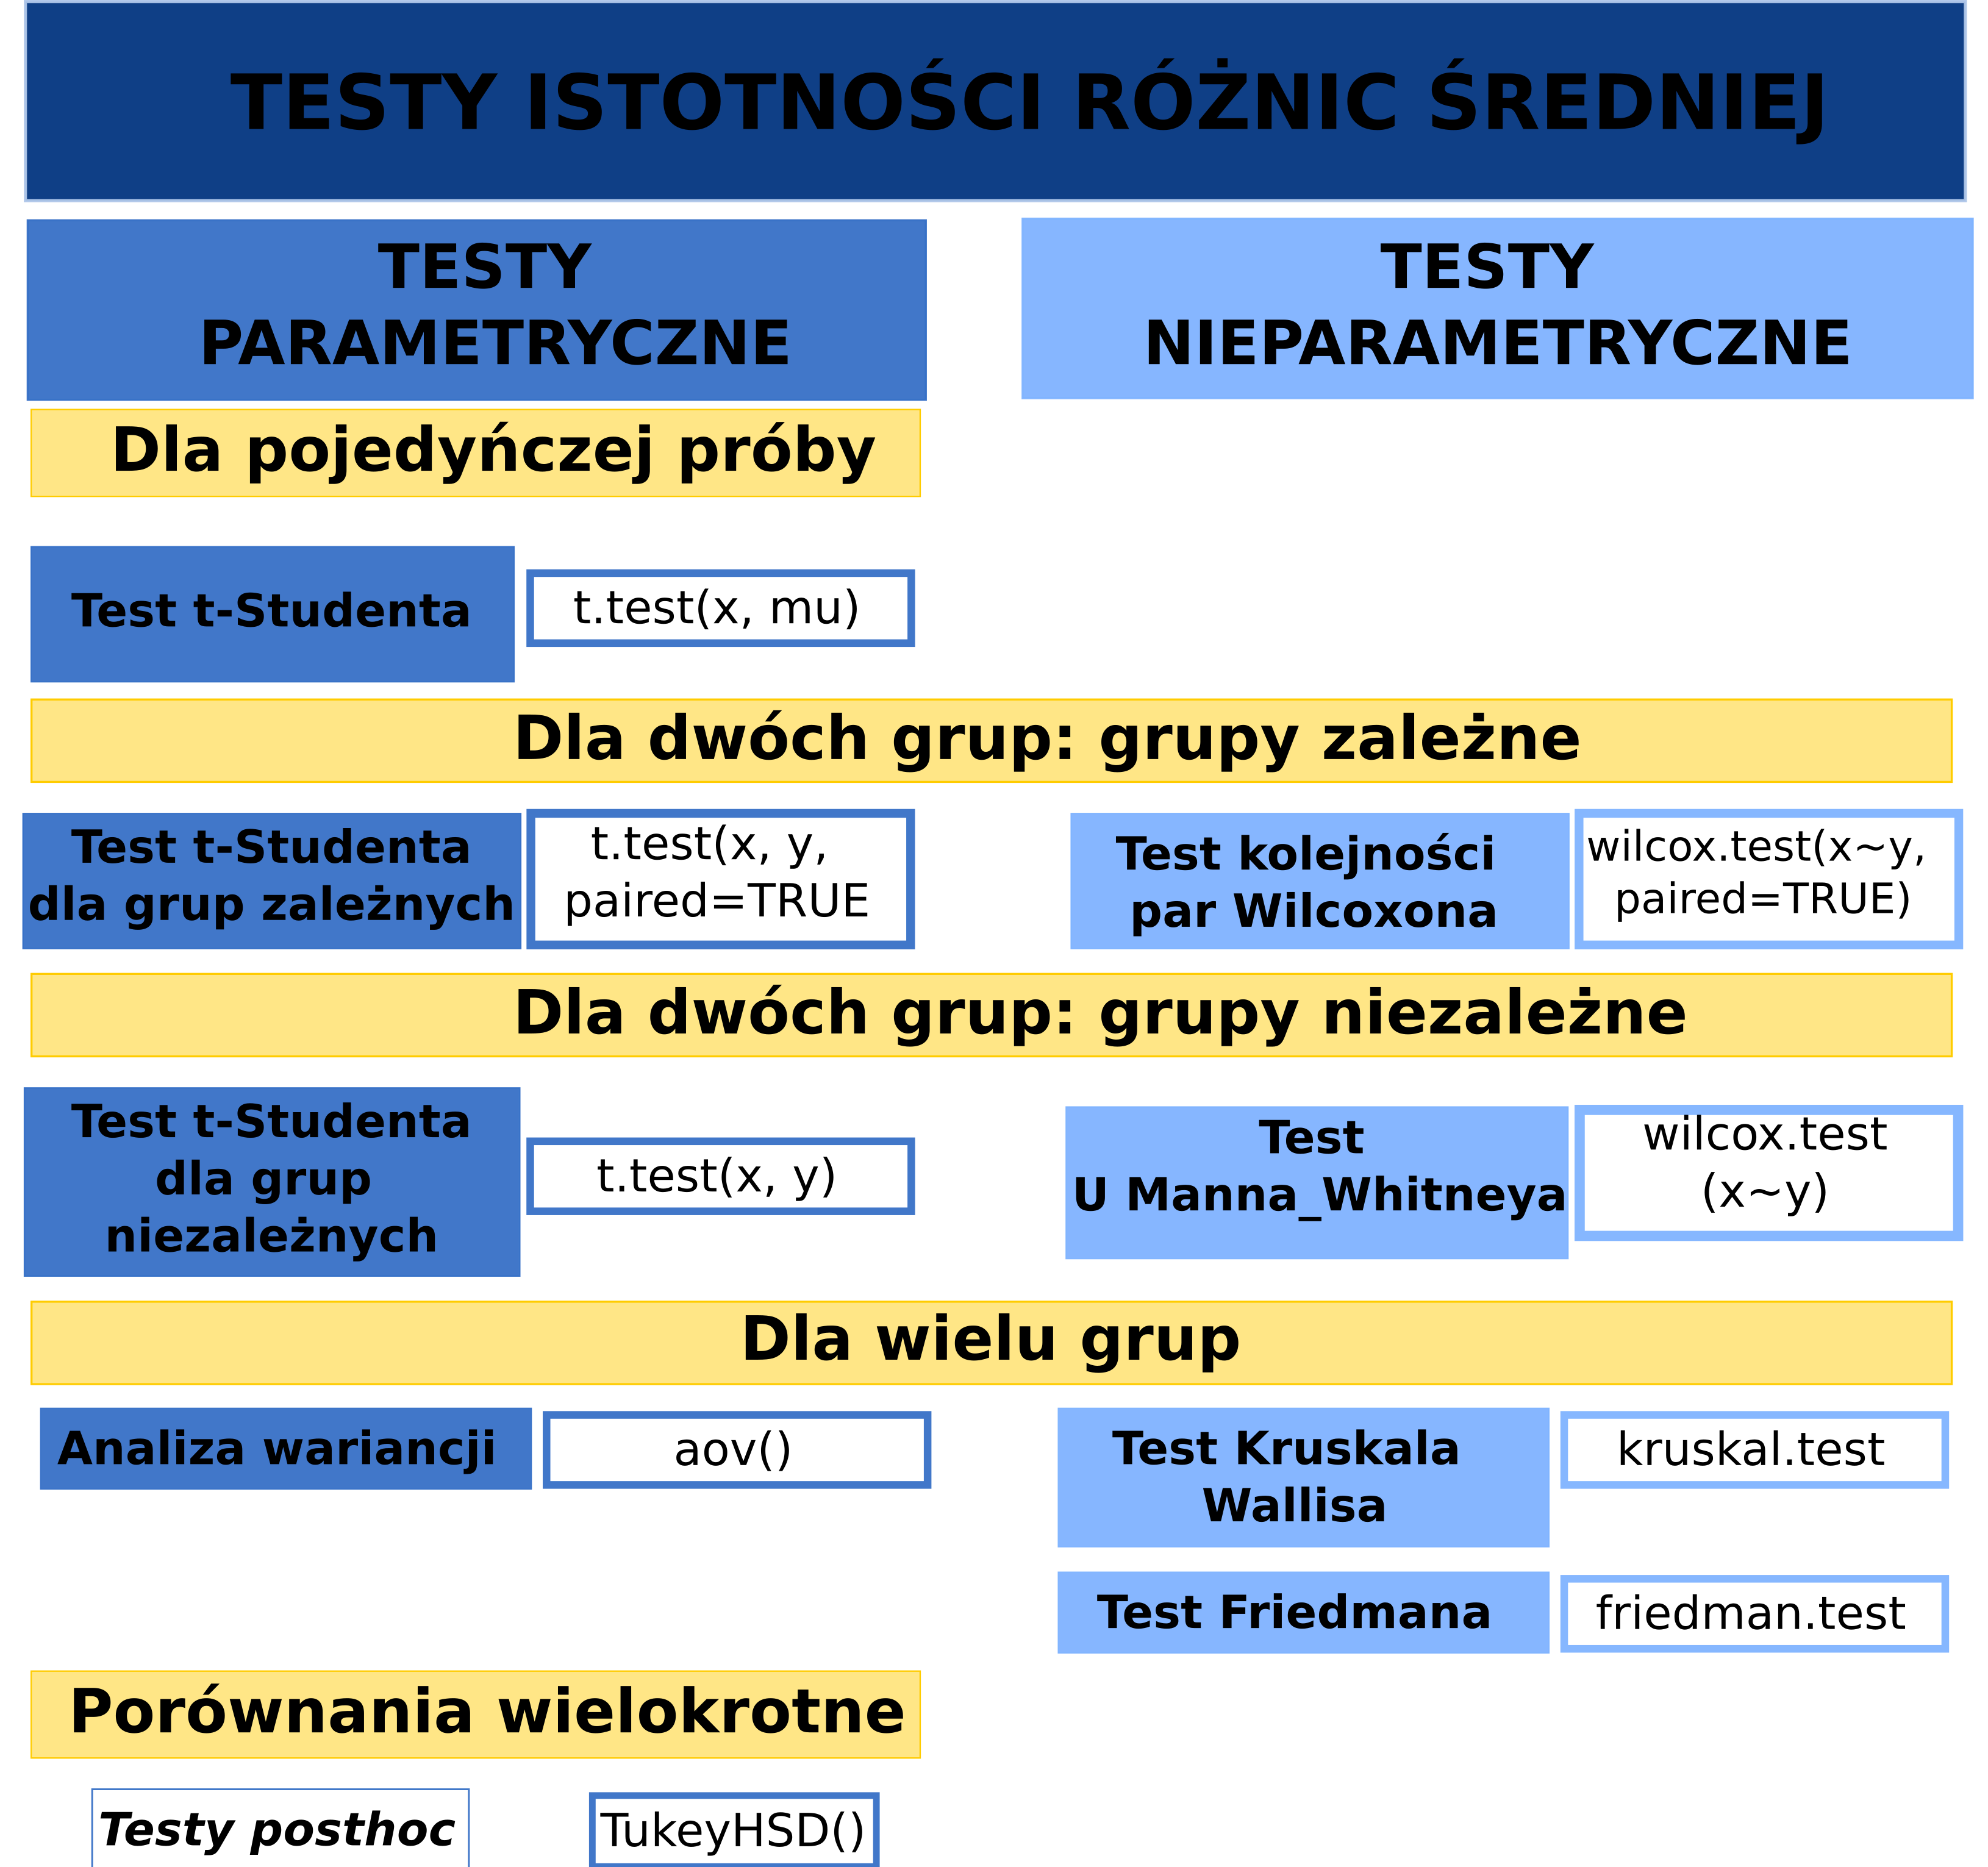 TESTY ISTOTNOŚCI RÓŻNIC ŚREDNIEJ
TESTY
PARAMETRYCZNE
TESTY
NIEPARAMETRYCZNE
Dla pojedyńczej próby
Test t-Studenta
t.test(x, mu)
Dla dwóch grup: grupy zależne
Test t-Studenta
dla grup zależnych
t.test(x, y,
paired=TRUE
Test kolejności
par Wilcoxona
wilcox.test(x~y,
paired=TRUE)
Dla dwóch grup: grupy niezależne
Test t-Studenta
dla grup
niezależnych
t.test(x, y)
Test
U Manna_Whitneya
wilcox.test
(x~y)
Dla wielu grup
Analiza wariancji
aov()
Test Kruskala
Wallisa
kruskal.test
Test Friedmana
friedman.test
Porównania wielokrotne
Testy posthoc
TukeyHSD()